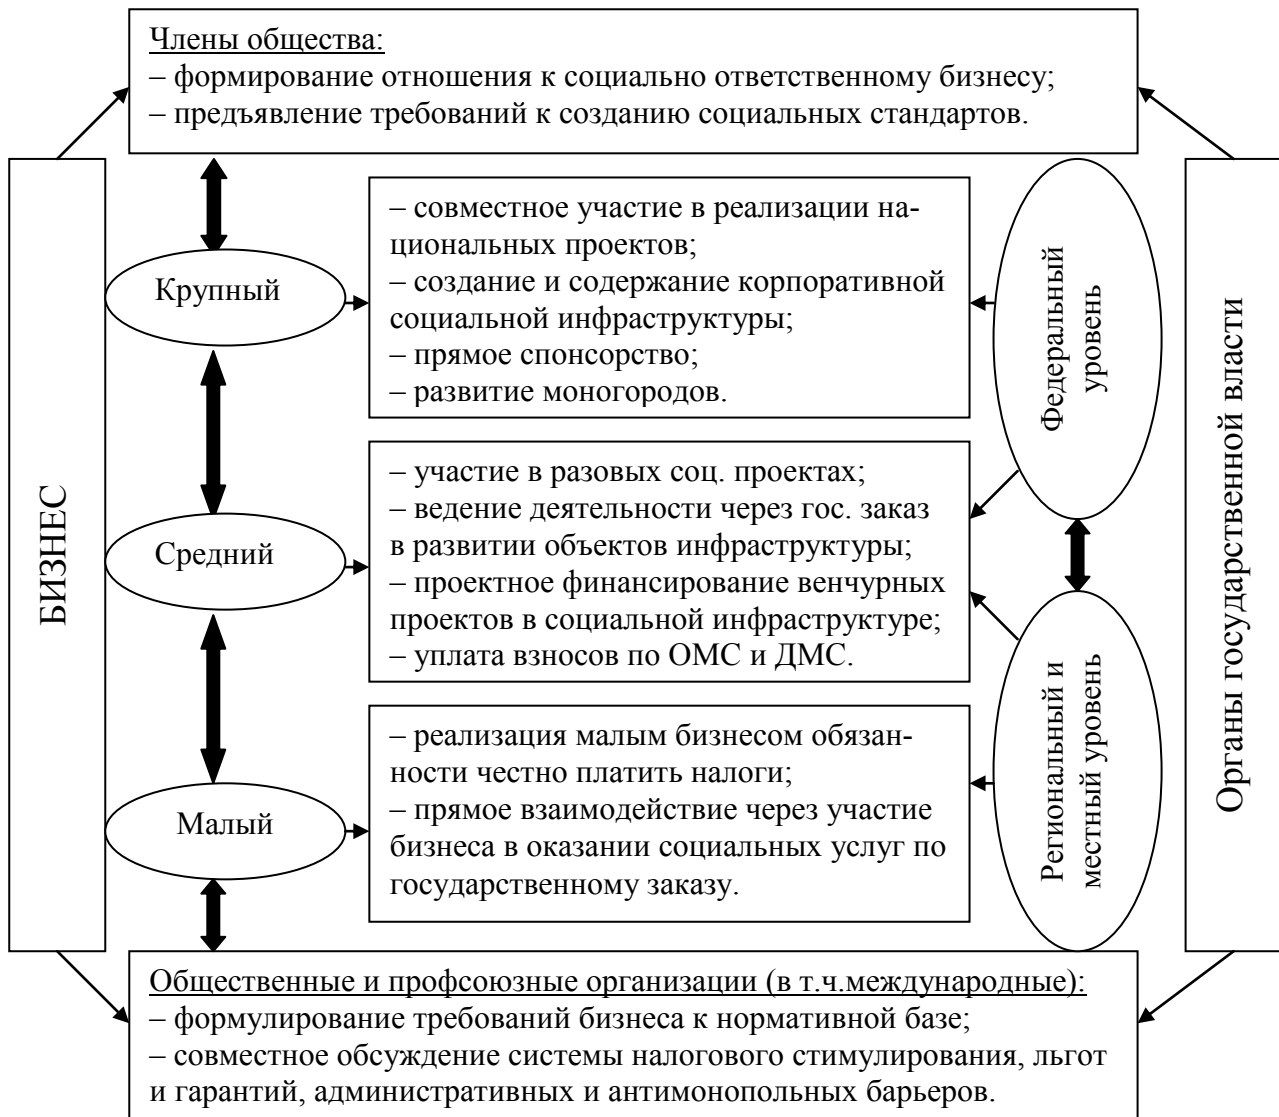 Члены общества:
– формирование отношения к социально ответственному бизнесу;
– предъявление требований к созданию социальных стандартов.
БИЗНЕС
Крупный
– совместное участие в реализации на-
циональных проектов;
– создание и содержание корпоративной
социальной инфраструктуры;
– прямое спонсорство;
– развитие моногородов.
Федеральный
уровень
Органы государственной власти
Средний
– участие в разовых соц. проектах;
– ведение деятельности через гос. заказ
в развитии объектов инфраструктуры;
– проектное финансирование венчурных
проектов в социальной инфраструктуре;
– уплата взносов по ОМС и ДМС.
Региональный и
местный уровень
Малый
– реализация малым бизнесом обязан-
ности честно платить налоги;
– прямое взаимодействие через участие
бизнеса в оказании социальных услуг по
государственному заказу.
Общественные и профсоюзные организации (в т.ч.международные):
– формулирование требований бизнеса к нормативной базе;
– совместное обсуждение системы налогового стимулирования, льгот
и гарантий, административных и антимонопольных барьеров.